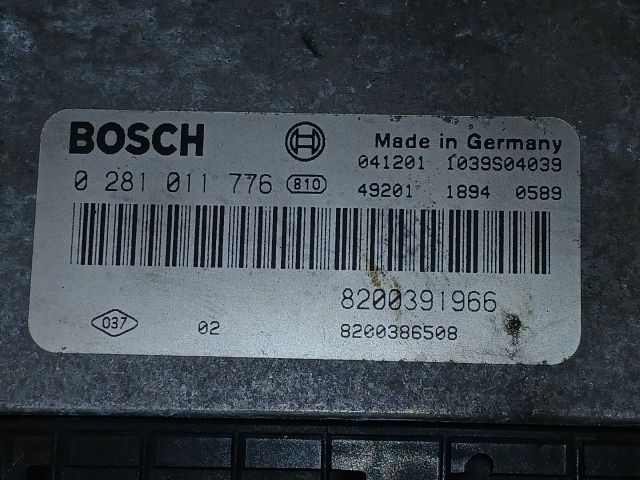 BOSCH
Made in Germany
041201 1039S04039
0 281 011 776 810
49201 1894 0589
8200391966
037 02 8200386508